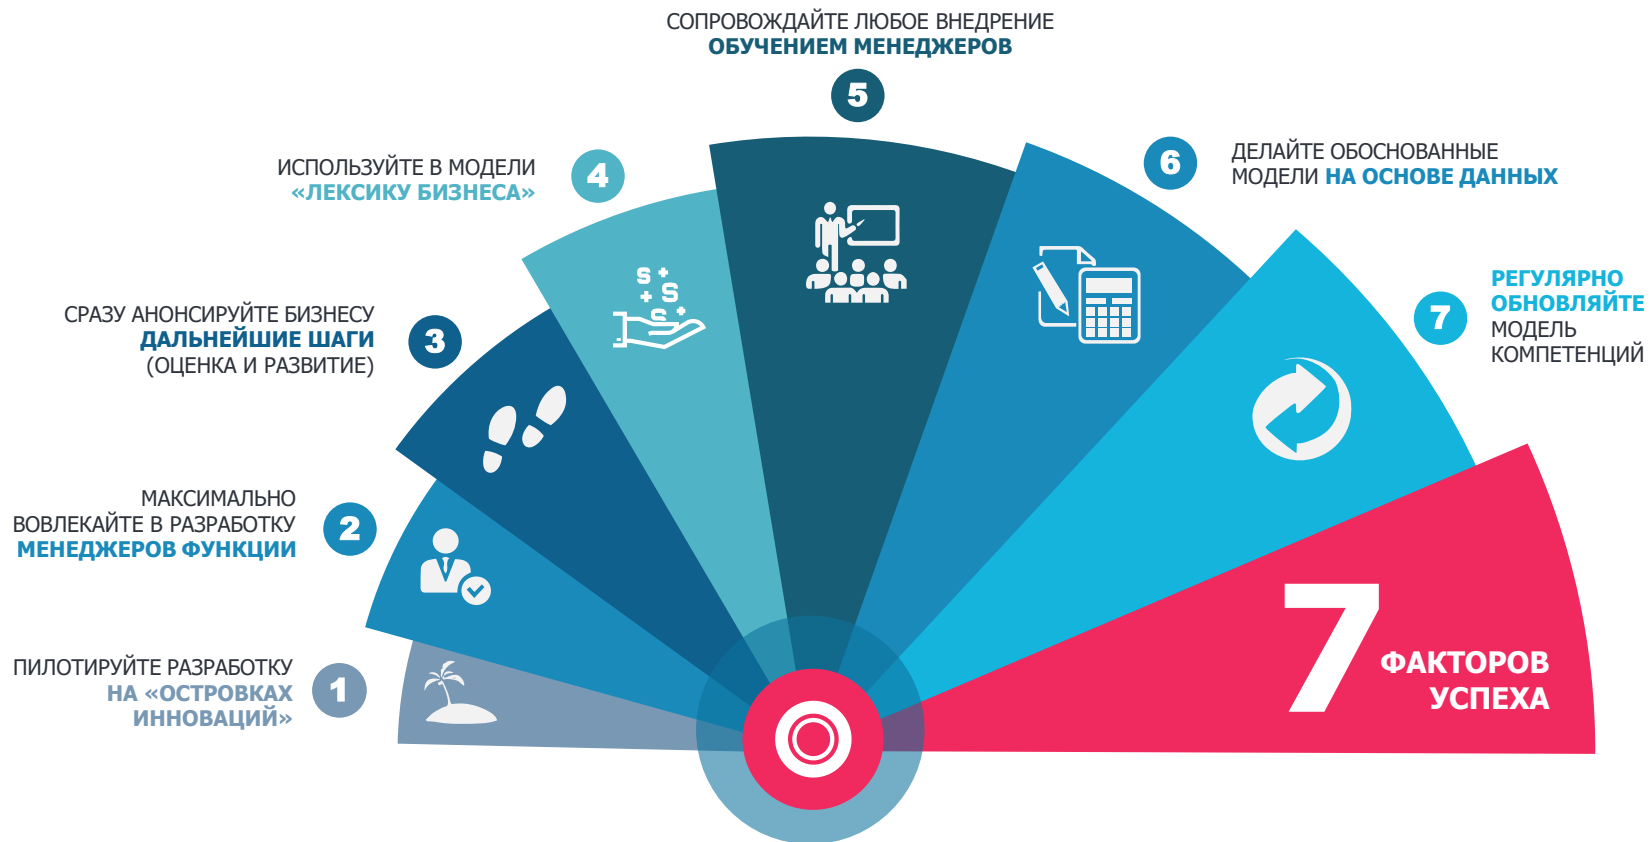 СОПРОВОЖДАЙТЕ ЛЮБОЕ ВНЕДРЕНИЕ
ОБУЧЕНИЕМ МЕНЕДЖЕРОВ
5
ИСПОЛЬЗУЙТЕ В МОДЕЛИ
«ЛЕКСИКУ БИЗНЕСА»
4
6
ДЕЛАЙТЕ ОБОСНОВАННЫЕ
МОДЕЛИ НА ОСНОВЕ ДАННЫХ
СРАЗУ АНОНСИРУЙТЕ БИЗНЕСУ
ДАЛЬНЕЙШИЕ ШАГИ
(ОЦЕНКА И РАЗВИТИЕ)
3
7
РЕГУЛЯРНО
ОБНОВЛЯЙТЕ
МОДЕЛЬ
КОМПЕТЕНЦИЙ
МАКСИМАЛЬНО
ВОВЛЕКАЙТЕ В РАЗРАБОТКУ
МЕНЕДЖЕРОВ ФУНКЦИИ
2
ПИЛОТИРУЙТЕ РАЗРАБОТКУ
НА «ОСТРОВКАХ
ИННОВАЦИЙ»
1
7
ФАКТОРОВ
УСПЕХА